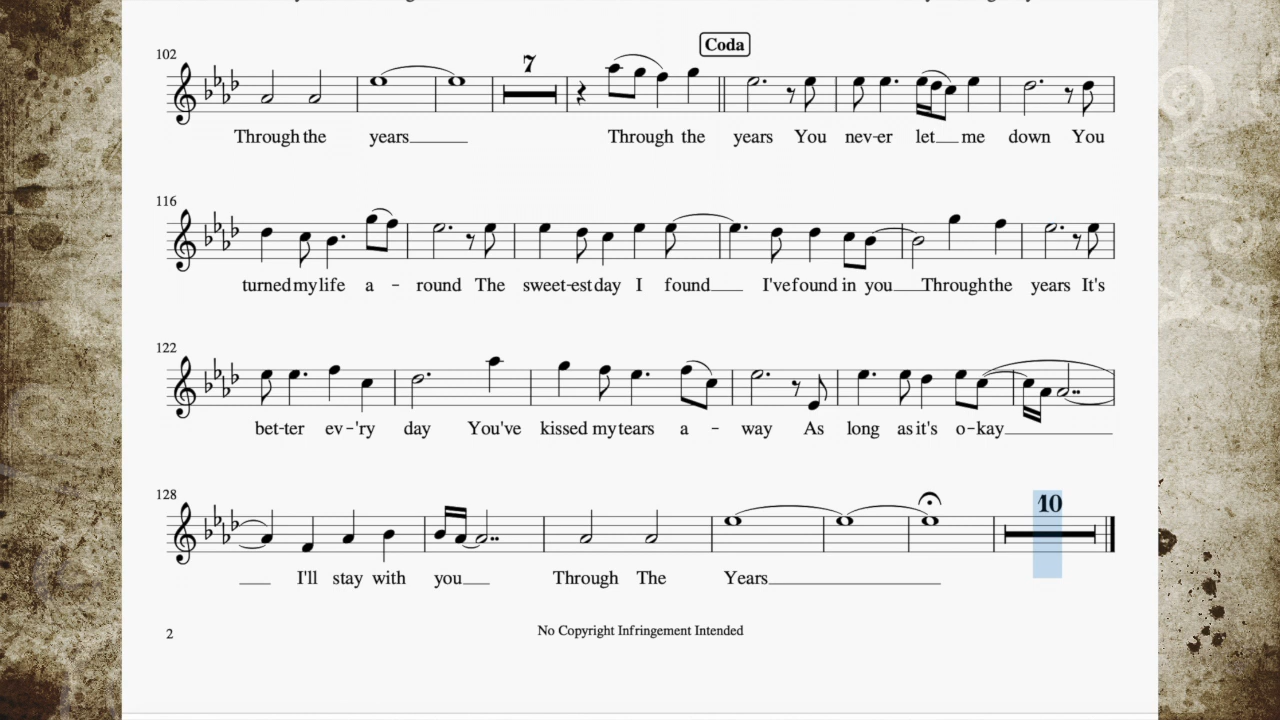 Coda
102
7
Through the years Through the years You nev-er let me down You
116
turned my life a - round The sweet-est day I found I've found in you Through the years It's
122
bet-ter ev-'ry day You've kissed my tears a - way As long as it's o-kay
128
10
I'll stay with you Through The Years
2
No Copyright Infringement Intended